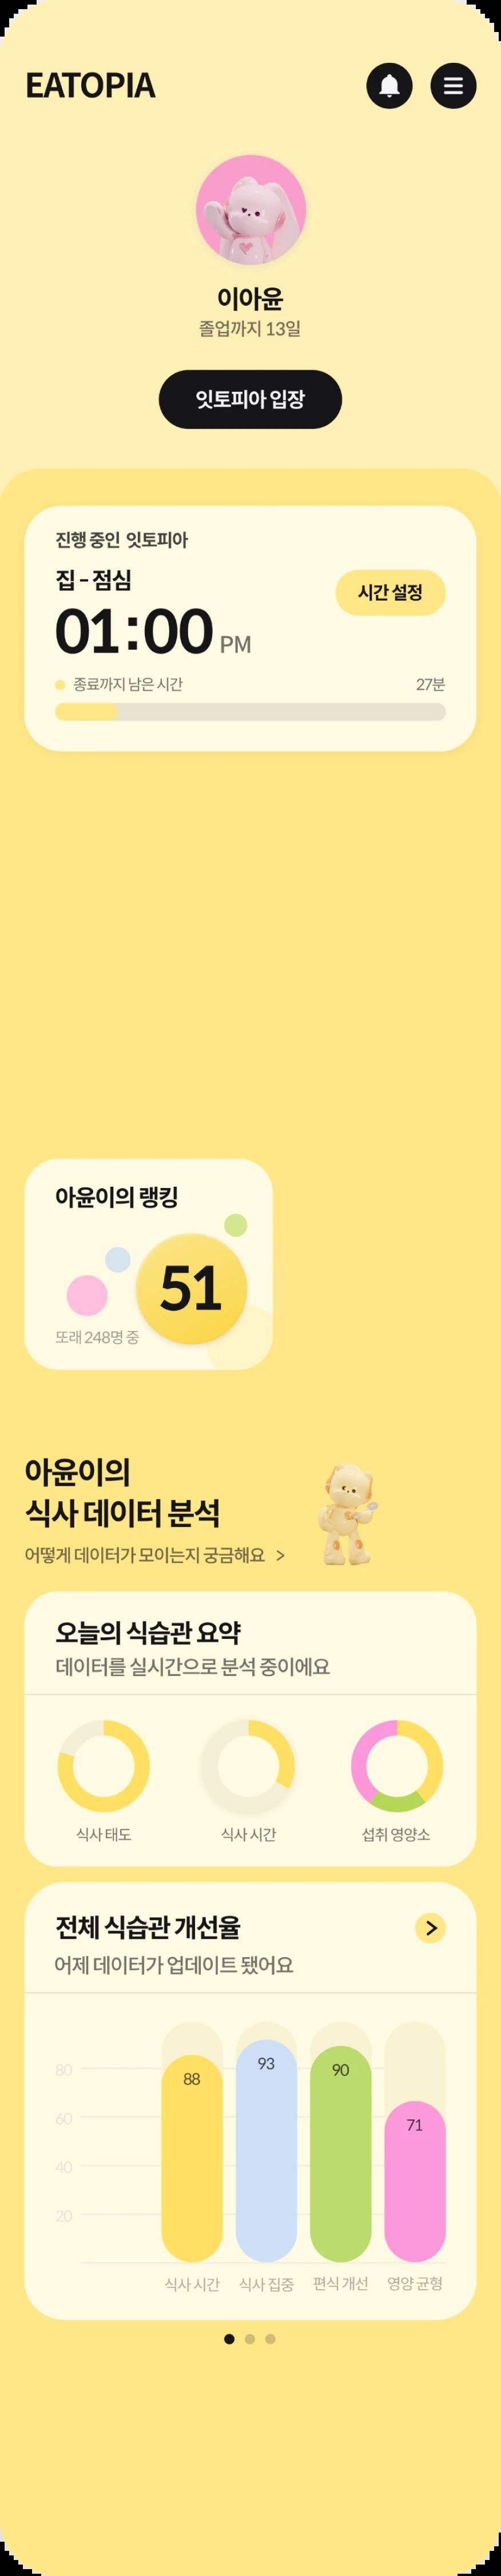 EATOPIA
이아윤
졸업까지 13일
잇토피아 입장
진행 중인 잇토피아
집 - 점심
시간 설정
01:00 PM
종료까지 남은 시간
27분
아윤이의 랭킹
51
또래 248명 중
아윤이의
식사 데이터 분석
어떻게 데이터가 모이는지 궁금해요 >
오늘의 식습관 요약
데이터를 실시간으로 분석 중이에요
식사 태도
식사 시간
섭취 영양소
전체 식습관 개선율
어제 데이터가 업데이트 됐어요
80
60
40
20
88
93
90
71
식사 시간
식사 집중
편식 개선
영양 균형